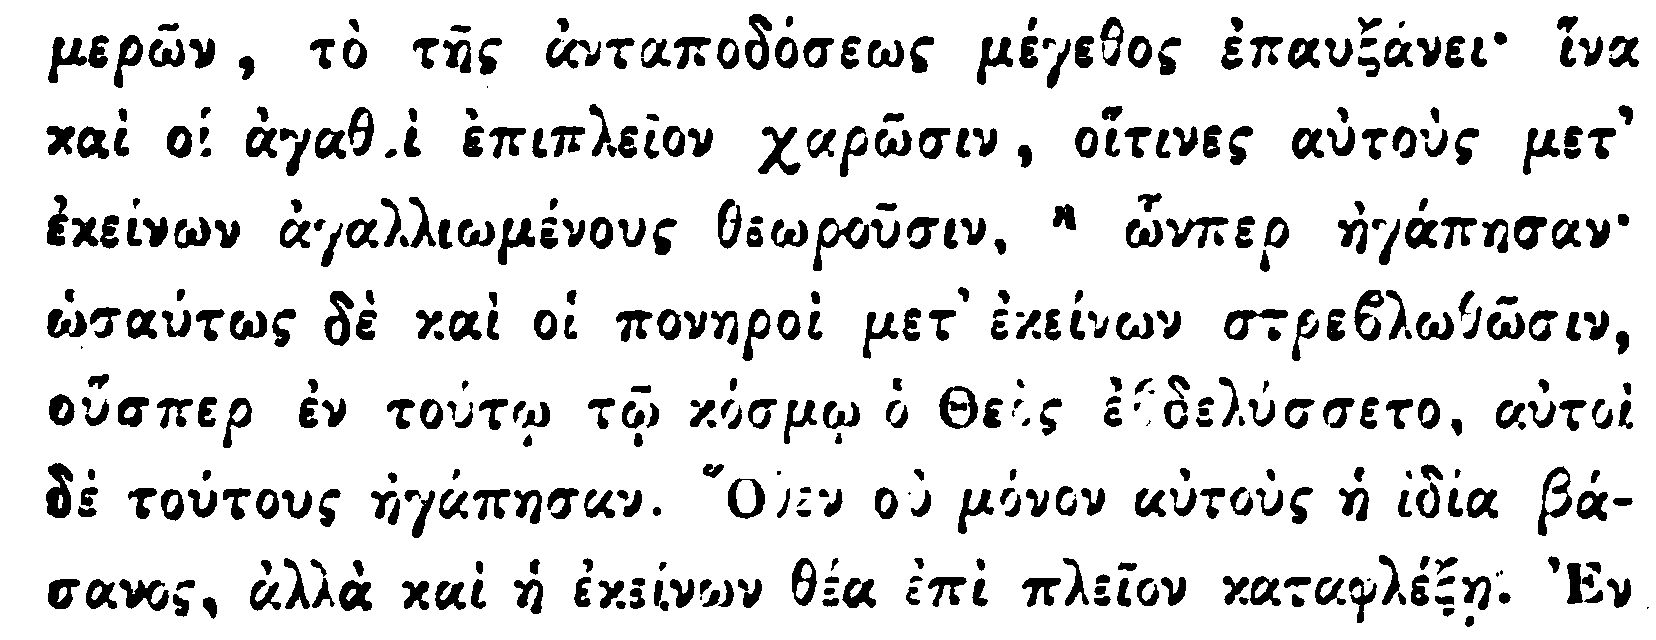 μερῶν, τὸ τῆς ἀνταποδόσεως μέγεθος ἐπαυξάνει· ἵνα
καὶ οἱ ἀγαθοὶ ἐπιπλεῖον χαρῶσιν, οἵτινες αὐτοὺς μετ'
ἐκείνων ἀγαλλιωμένους θεωροῦσιν, ὧνπερ ἠγάπησαν·
ὡσαύτως δὲ καὶ οἱ πονηροὶ μετ' ἐκείνων στρεβλωθῶσιν,
οὕσπερ ἐν τούτῳ τῷ κόσμῳ ὁ Θεὸς ἐβδελύσσετο, αὐτοὶ
δὲ τούτους ἠγάπησαν. Ὅθεν οὐ μόνον αὐτοὺς ἡ ἰδία βά-
σανος, ἀλλὰ καὶ ἡ ἐκείνων θέα ἐπὶ πλεῖον καταφλέξῃ. Ἐν